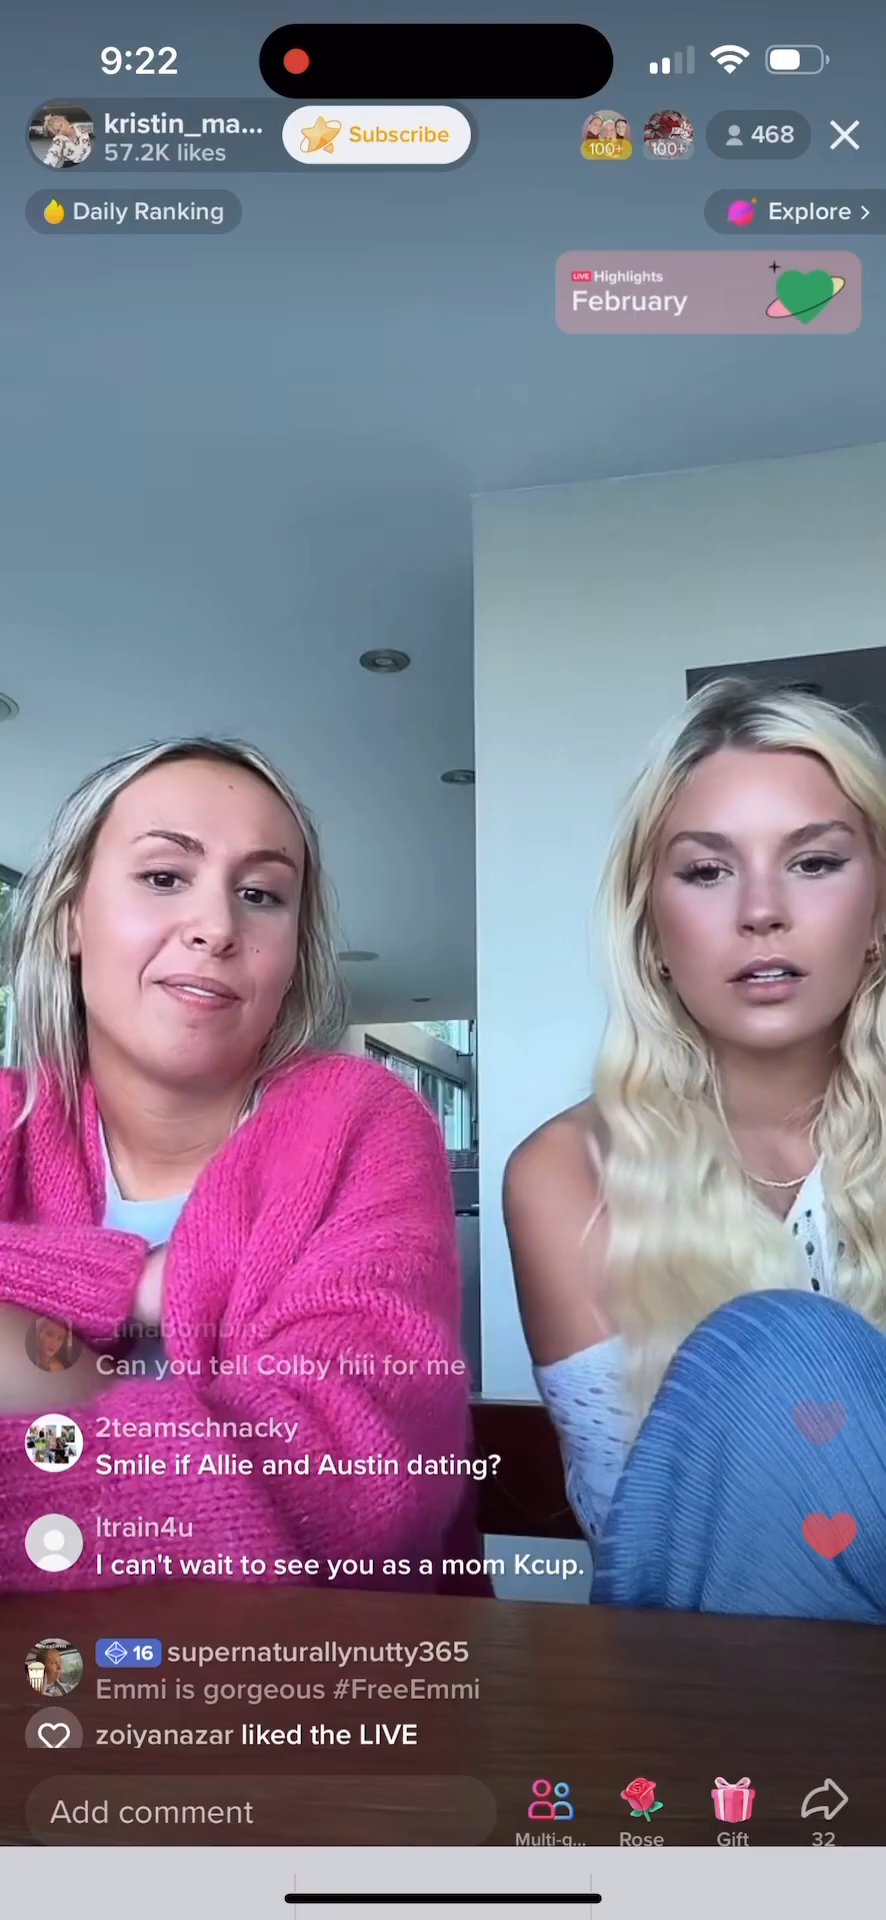 9:22
kristin_ma...
57.2K likes
Subscribe
100+
100+
468
Daily Ranking
Explore >
LIVE Highlights
February
_tinabombina
Can you tell Colby hiii for me
2teamschnacky
Smile if Allie and Austin dating?
ltrain4u
I can't wait to see you as a mom Kcup.
16 supernaturallynutty365
Emmi is gorgeous #FreeEmmi
zoiyanazar liked the LIVE
Add comment
Multi-g...
Rose
Gift
32